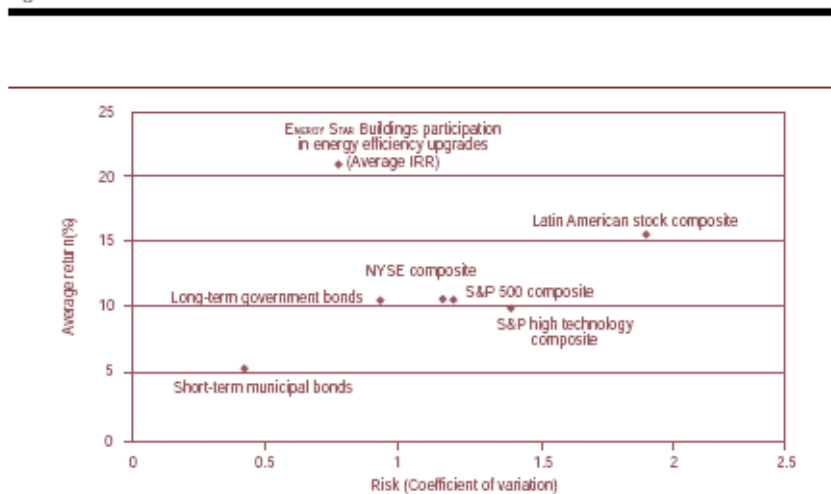 25
ENERGY STAR Buildings participation
in energy efficiency upgrades
(Average IRR)
20
Latin American stock composite
15
NYSE composite
S&P 500 composite
Long-term government bonds
10
S&P high technology
composite
5
Short-term municipal bonds
0
Average return(%)
0 0.5 1 1.5 2 2.5
Risk (Coefficient of variation)